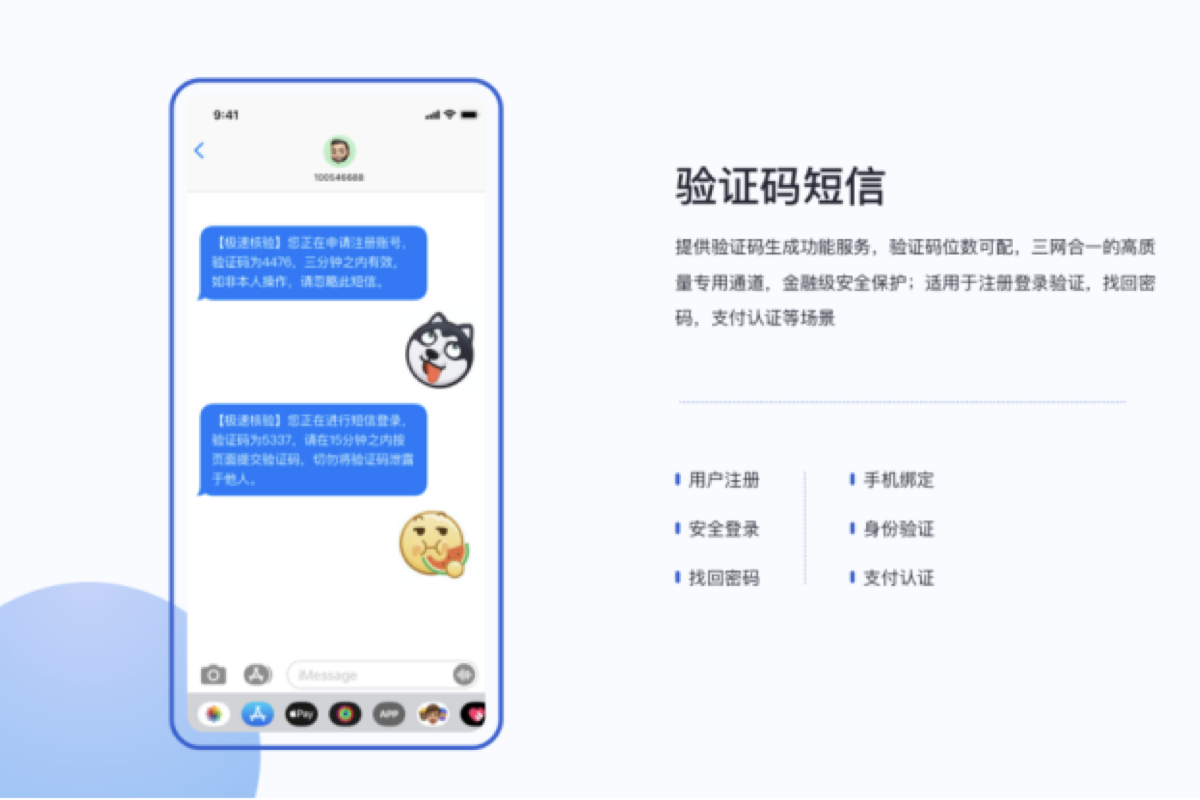 9:41
100546668
【极速核验】您正在申请注册账号，
验证码为4476，三分钟之内有效，
如非本人操作，请忽略此短信。
【极速核验】您正在进行短信登录，
验证码为5337，请在15分钟之内按
页面提交验证码，切勿将验证码泄露
于他人。
iMessage
Pay
APP
验证码短信
提供验证码生成功能服务，验证码位数可配，三网合一的高质
量专用通道，金融级安全保护；适用于注册登录验证，找回密
码，支付认证等场景
用户注册
手机绑定
安全登录
身份验证
找回密码
支付认证